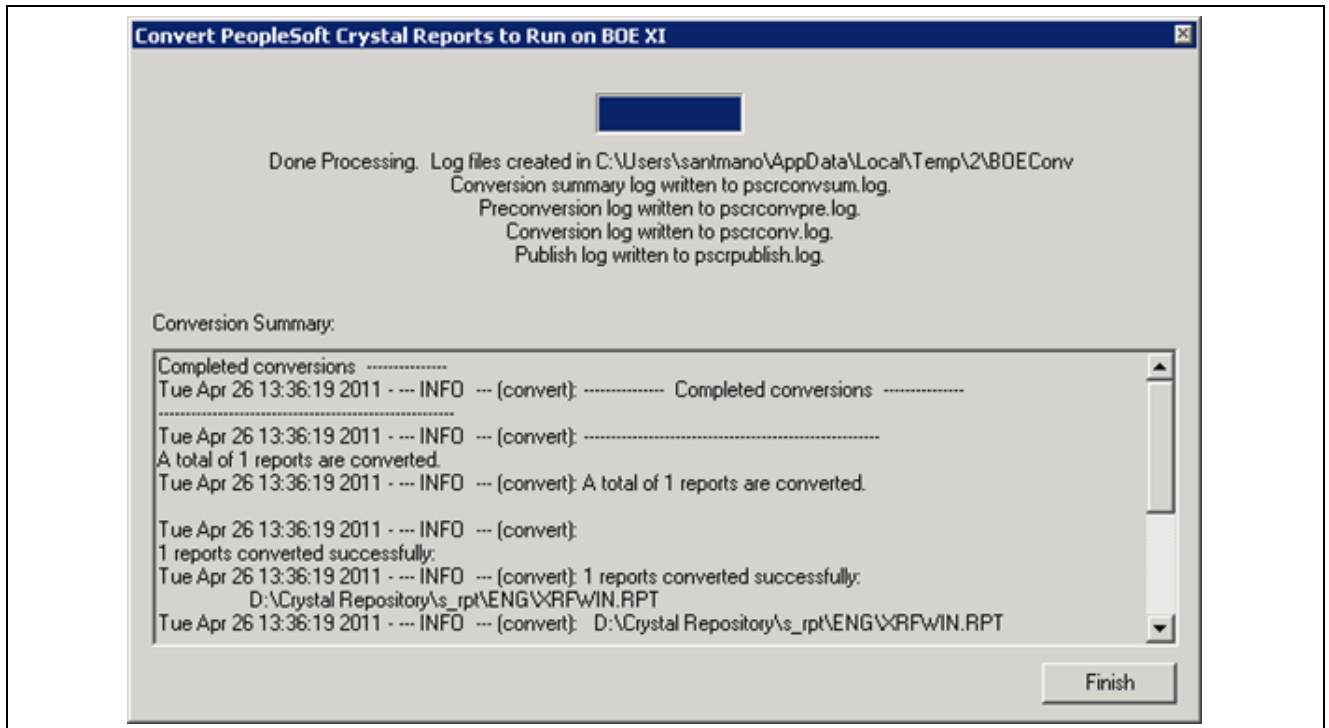 Convert PeopleSoft Crystal Reports to Run on BOE XI
Done Processing. Log files created in C:\Users\santmano\AppData\Local\Temp\2\BOEConv
Conversion summary log written to pscrconvsum.log.
Preconversion log written to pscrconvpre.log.
Conversion log written to pscrconv.log.
Publish log written to pscrpublish.log.
Conversion Summary:
Completed conversions ---------------
Tue Apr 26 13:36:19 2011 - --- INFO --- (convert): --------------- Completed conversions ---------------
-------------------------------------------------------
Tue Apr 26 13:36:19 2011 - --- INFO --- (convert): -------------------------------------------------------
A total of 1 reports are converted.
Tue Apr 26 13:36:19 2011 - --- INFO --- (convert): A total of 1 reports are converted.
Tue Apr 26 13:36:19 2011 - --- INFO --- (convert):
1 reports converted successfully:
Tue Apr 26 13:36:19 2011 - --- INFO --- (convert): 1 reports converted successfully:
D:\Crystal Repository\s_rpt\ENG\XRFWIN.RPT
Tue Apr 26 13:36:19 2011 - --- INFO --- (convert): D:\Crystal Repository\s_rpt\ENG\XRFWIN.RPT
Finish